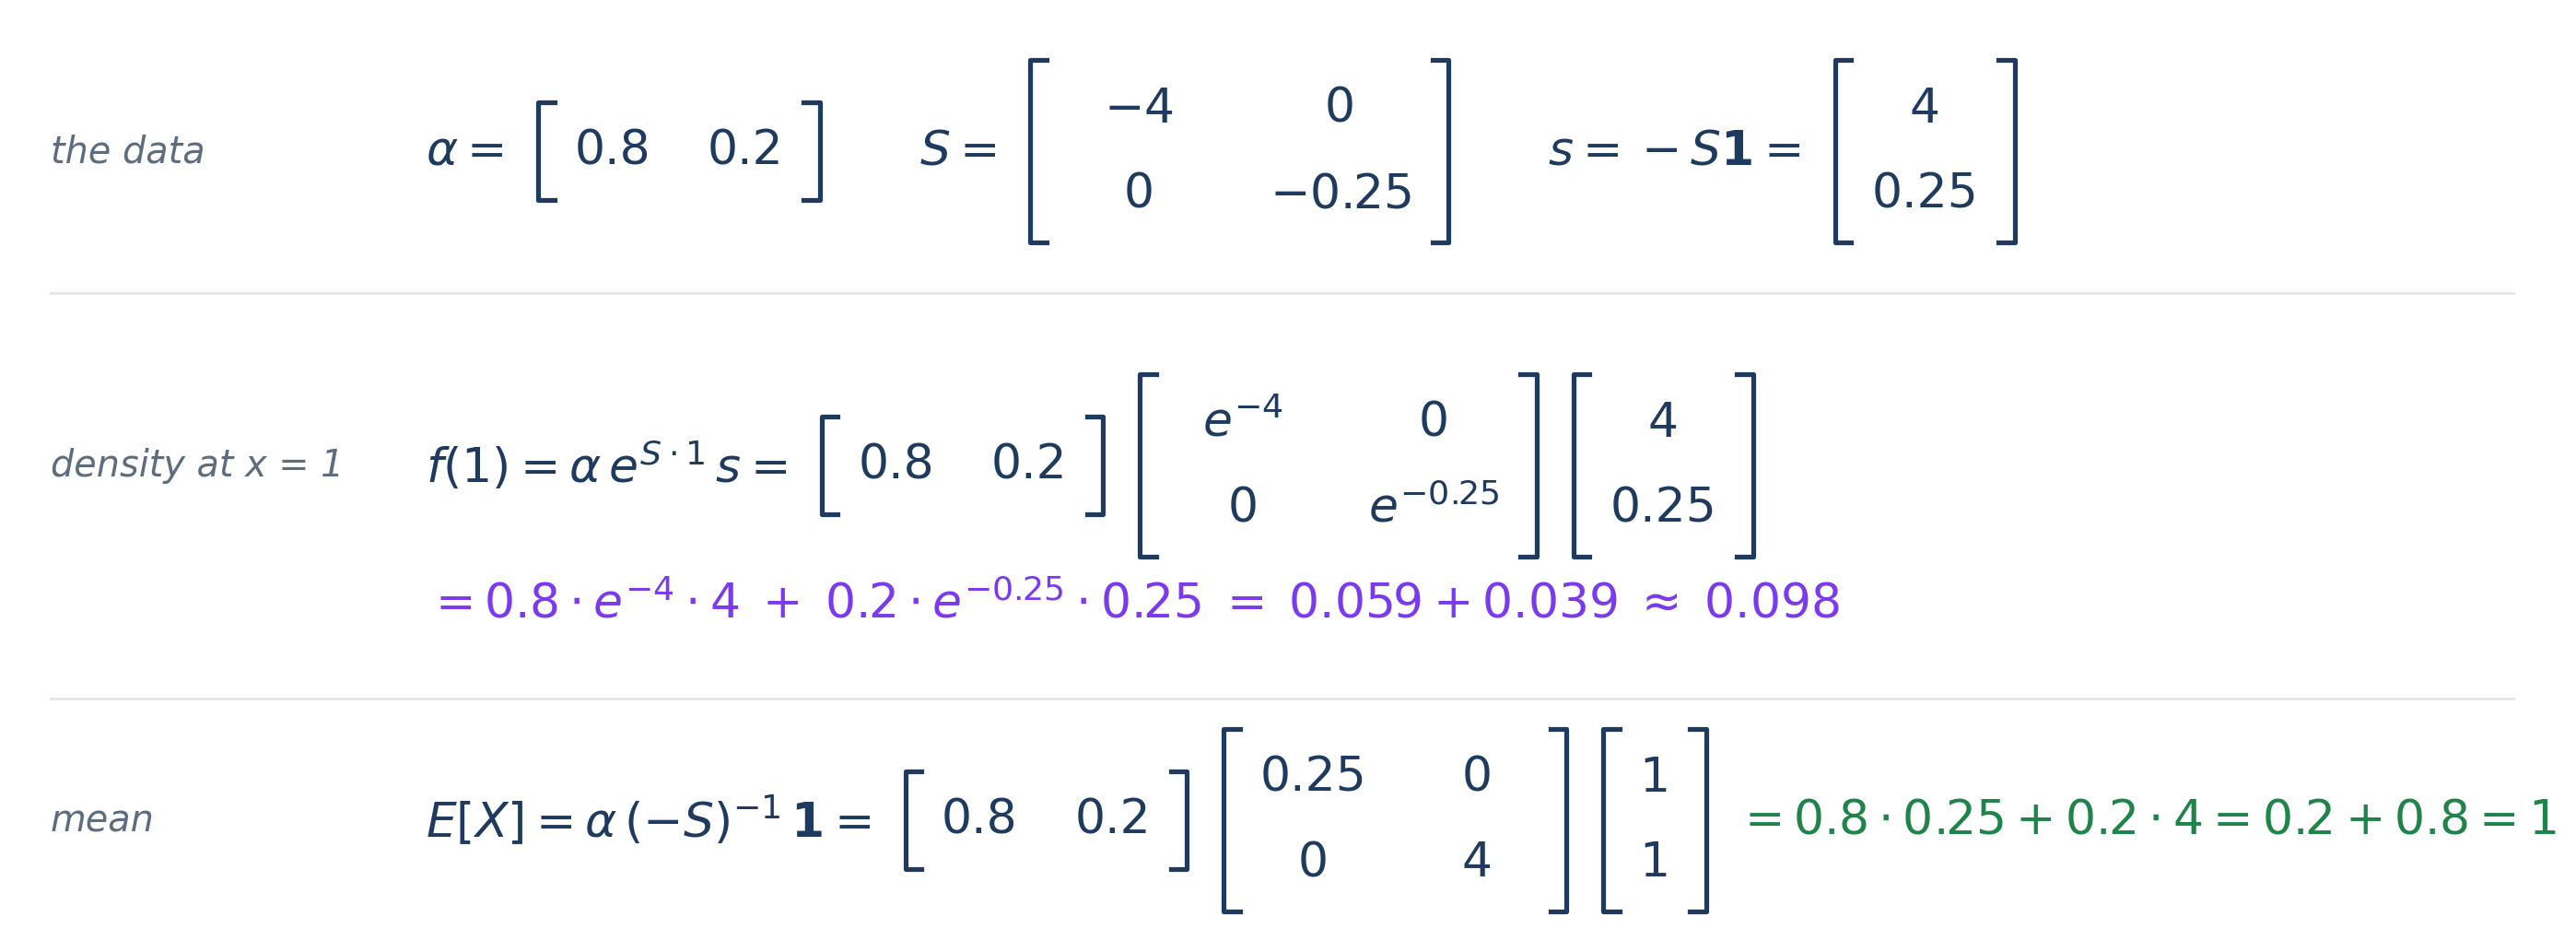 the data α = [ 0.8 0.2 ] S = [ −4 0 ; 0 −0.25 ] s = −S𝟏 = [ 4 ; 0.25 ]
density at x = 1 f(1) = α e^{S·1} s = [ 0.8 0.2 ] [ e^{−4} 0 ; 0 e^{−0.25} ] [ 4 ; 0.25 ]
= 0.8 · e^{−4} · 4 + 0.2 · e^{−0.25} · 0.25 = 0.059 + 0.039 ≈ 0.098
mean E[X] = α (−S)^{−1} 𝟏 = [ 0.8 0.2 ] [ 0.25 0 ; 0 4 ] [ 1 ; 1 ] = 0.8 · 0.25 + 0.2 · 4 = 0.2 + 0.8 = 1